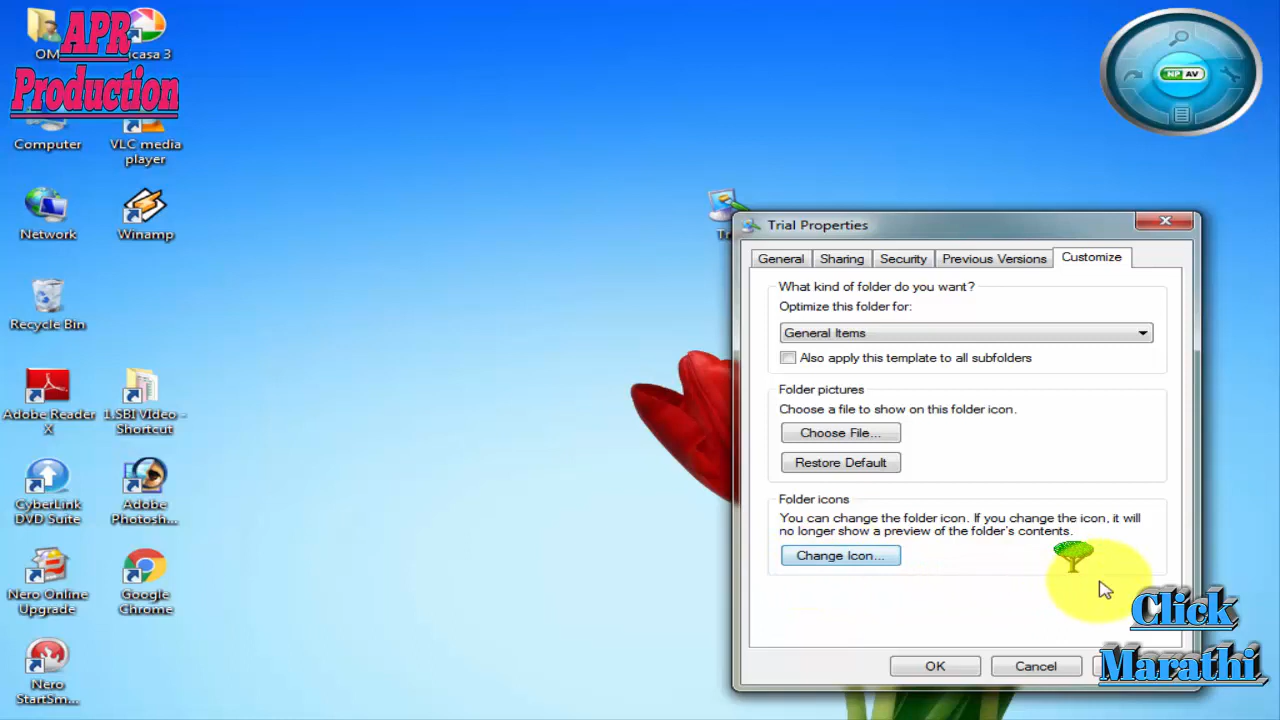 APR
Production
OM
icasa 3
Computer
VLC media
player
Network
Winamp
Recycle Bin
Adobe Reader
X
1.SBI Video -
Shortcut
CyberLink
DVD Suite
Adobe
Photosh...
Nero Online
Upgrade
Google
Chrome
Nero
StartSm...
NP AV
Trial Properties
General
Sharing
Security
Previous Versions
Customize
What kind of folder do you want?
Optimize this folder for:
General Items
Also apply this template to all subfolders
Folder pictures
Choose a file to show on this folder icon.
Choose File...
Restore Default
Folder icons
You can change the folder icon. If you change the icon, it will
no longer show a preview of the folder's contents.
Change Icon...
OK
Cancel
Click
Marathi